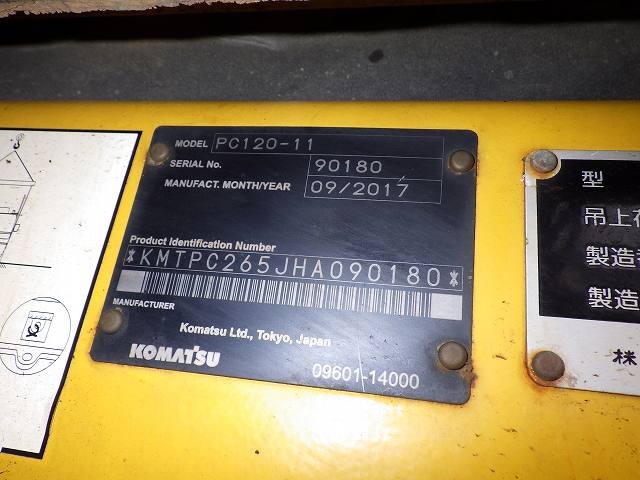 MODEL PC120-11
SERIAL No. 90180
MANUFACT. MONTH/YEAR 09/2017
Product Identification Number
*KMTPC265JHA090180*
MANUFACTURER
Komatsu Ltd., Tokyo, Japan
KOMATSU
09601-14000
型
吊上荷
製造
製造
株